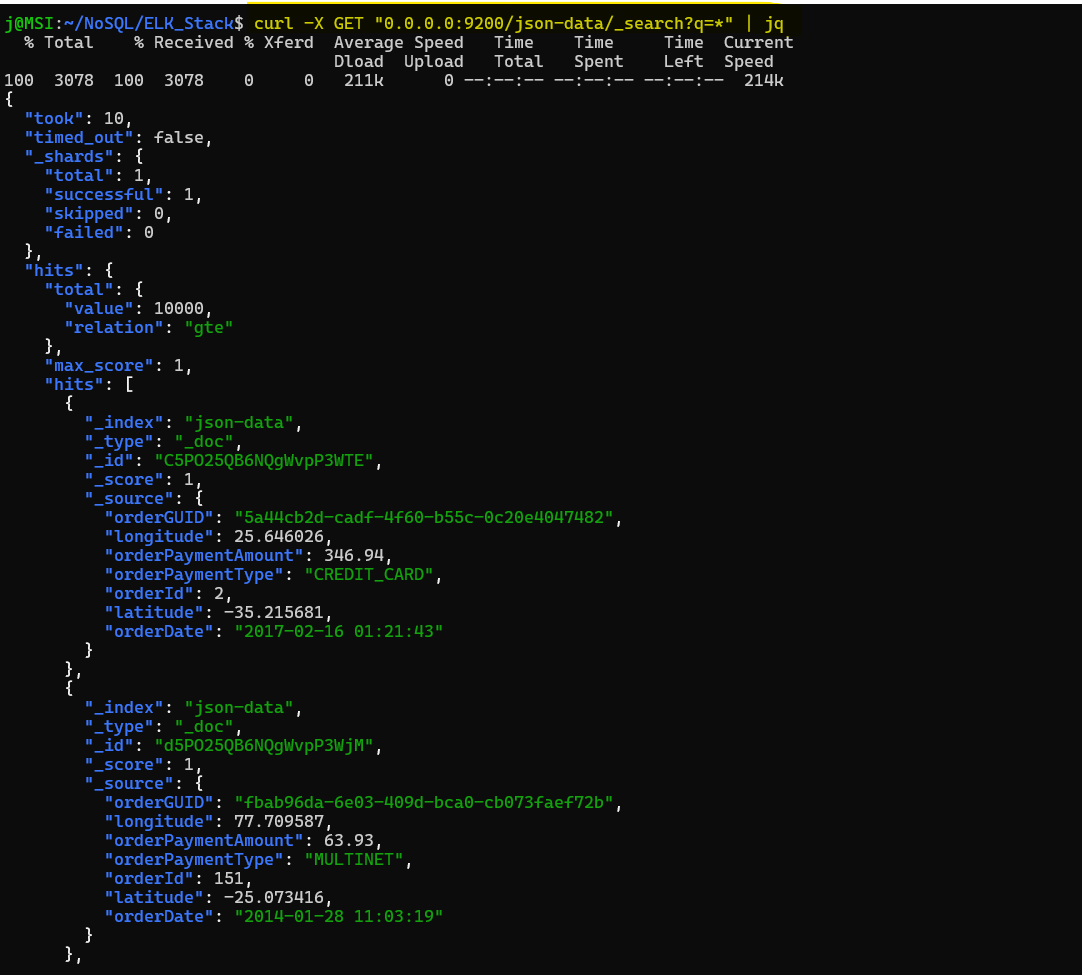 j@MSI:~/NoSQL/ELK_Stack$ curl -X GET "0.0.0.0:9200/json-data/_search?q=*" | jq
  % Total    % Received % Xferd  Average Speed   Time    Time     Time  Current
                                 Dload  Upload   Total   Spent    Left  Speed
100  3078  100  3078    0     0   211k      0 --:--:-- --:--:-- --:--:--  214k
{
  "took": 10,
  "timed_out": false,
  "_shards": {
    "total": 1,
    "successful": 1,
    "skipped": 0,
    "failed": 0
  },
  "hits": {
    "total": {
      "value": 10000,
      "relation": "gte"
    },
    "max_score": 1,
    "hits": [
      {
        "_index": "json-data",
        "_type": "_doc",
        "_id": "C5PO25QB6NQgWvpP3WTE",
        "_score": 1,
        "_source": {
          "orderGUID": "5a44cb2d-cadf-4f60-b55c-0c20e4047482",
          "longitude": 25.646026,
          "orderPaymentAmount": 346.94,
          "orderPaymentType": "CREDIT_CARD",
          "orderId": 2,
          "latitude": -35.215681,
          "orderDate": "2017-02-16 01:21:43"
        }
      },
      {
        "_index": "json-data",
        "_type": "_doc",
        "_id": "d5PO25QB6NQgWvpP3WjM",
        "_score": 1,
        "_source": {
          "orderGUID": "fbab96da-6e03-409d-bca0-cb073faef72b",
          "longitude": 77.709587,
          "orderPaymentAmount": 63.93,
          "orderPaymentType": "MULTINET",
          "orderId": 151,
          "latitude": -25.073416,
          "orderDate": "2014-01-28 11:03:19"
        }
      },